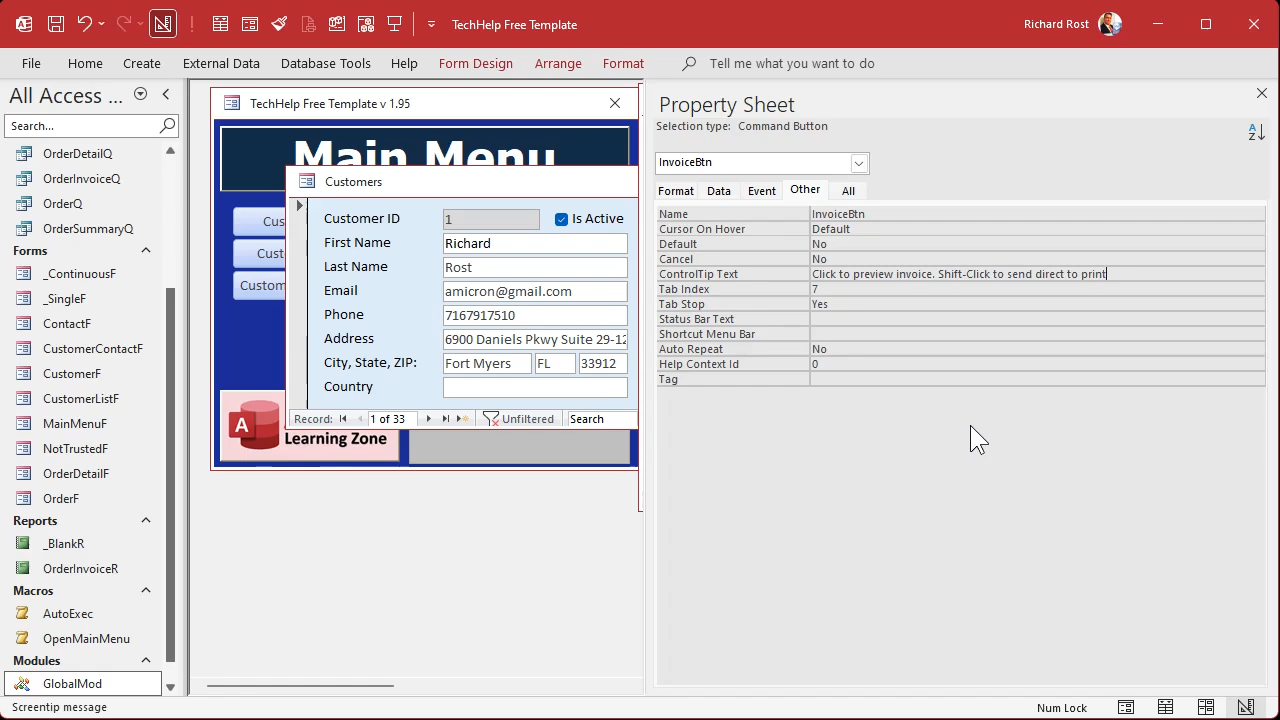 TechHelp Free Template
Richard Rost
File Home Create External Data Database Tools Help Form Design Arrange Format Tell me what you want to do
All Access ...
Search...
OrderDetailQ
OrderInvoiceQ
OrderQ
OrderSummaryQ
Forms
_ContinuousF
_SingleF
ContactF
CustomerContactF
CustomerF
CustomerListF
MainMenuF
NotTrustedF
OrderDetailF
OrderF
Reports
_BlankR
OrderInvoiceR
Macros
AutoExec
OpenMainMenu
Modules
GlobalMod
TechHelp Free Template v 1.95
Main Menu
Cus
Cust
Custom
A
Learning Zone
Customers
Customer ID 1 Is Active
First Name Richard
Last Name Rost
Email amicron@gmail.com
Phone 7167917510
Address 6900 Daniels Pkwy Suite 29-12
City, State, ZIP: Fort Myers FL 33912
Country
Record: 1 of 33 Unfiltered Search
Property Sheet
Selection type: Command Button
A
Z
InvoiceBtn
Format Data Event Other All
Name InvoiceBtn
Cursor On Hover Default
Default No
Cancel No
ControlTip Text Click to preview invoice. Shift-Click to send direct to print
Tab Index 7
Tab Stop Yes
Status Bar Text
Shortcut Menu Bar
Auto Repeat No
Help Context Id 0
Tag
Screentip message
Num Lock